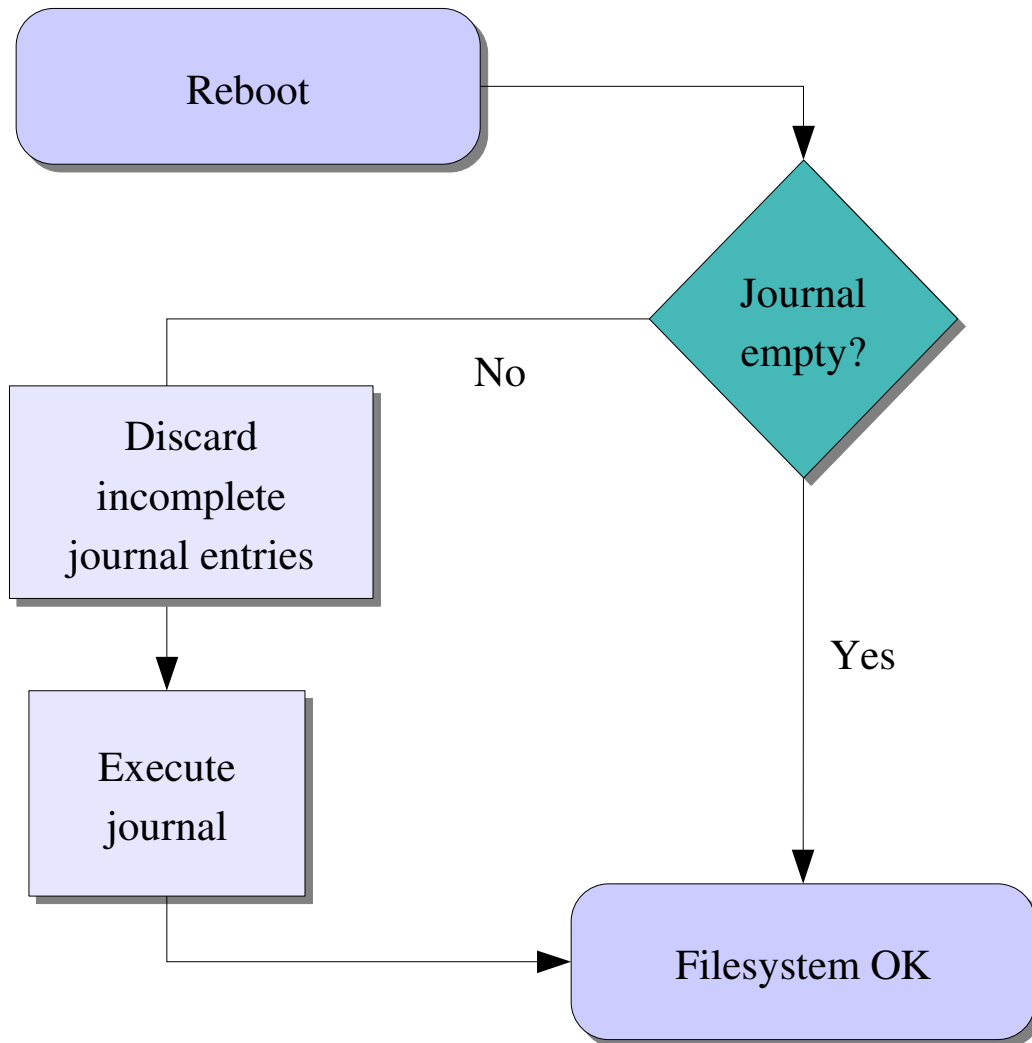 Reboot
Journal
empty?
No
Discard
incomplete
journal entries
Yes
Execute
journal
Filesystem OK